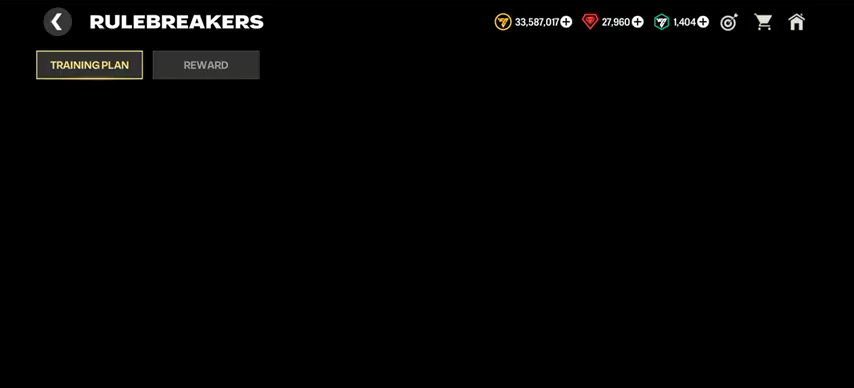 RULEBREAKERS
33,587,017
27,960
1,404
TRAINING PLAN
REWARD